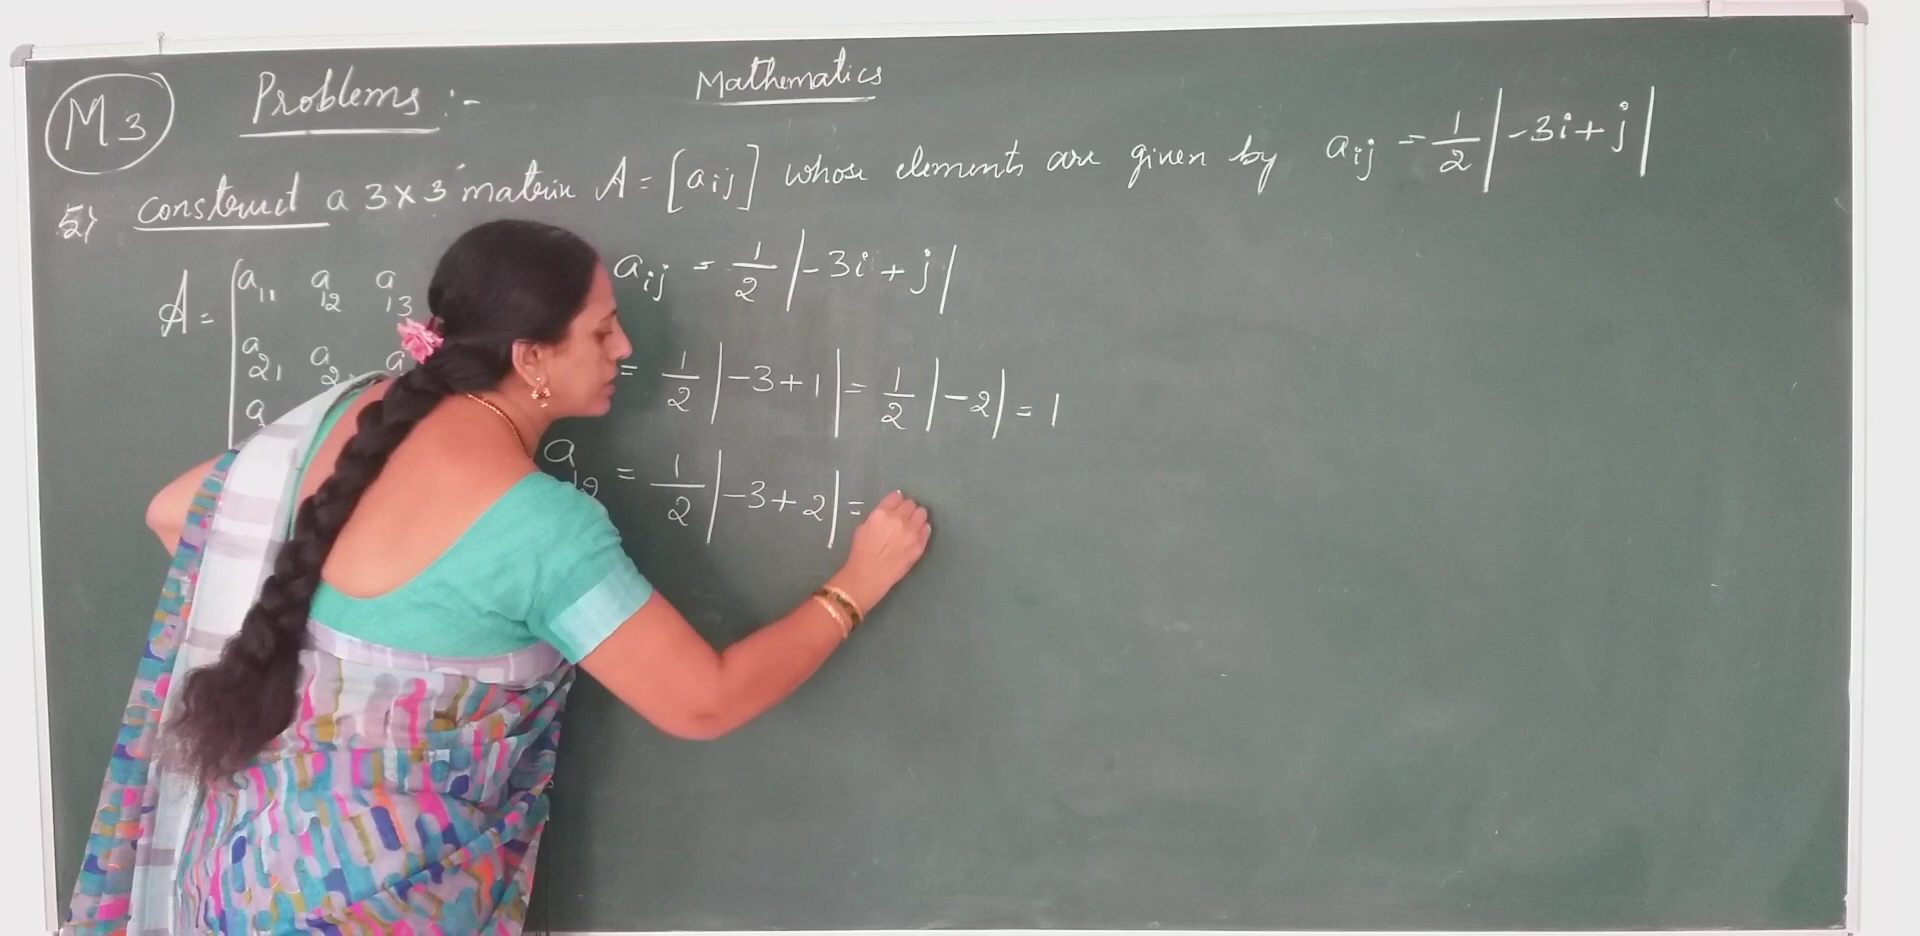 M3 Problems :- Mathematics
5) Construct a 3×3 matrix A = [aij] whose elements are given by aij = 1/2 |-3i+j|
A = [a11 a12 a13
aij = 1/2 |-3i+j|
a21 a2 a
= 1/2 |-3+1| = 1/2 |-2| = 1
a
a12 = 1/2 |-3+2| =